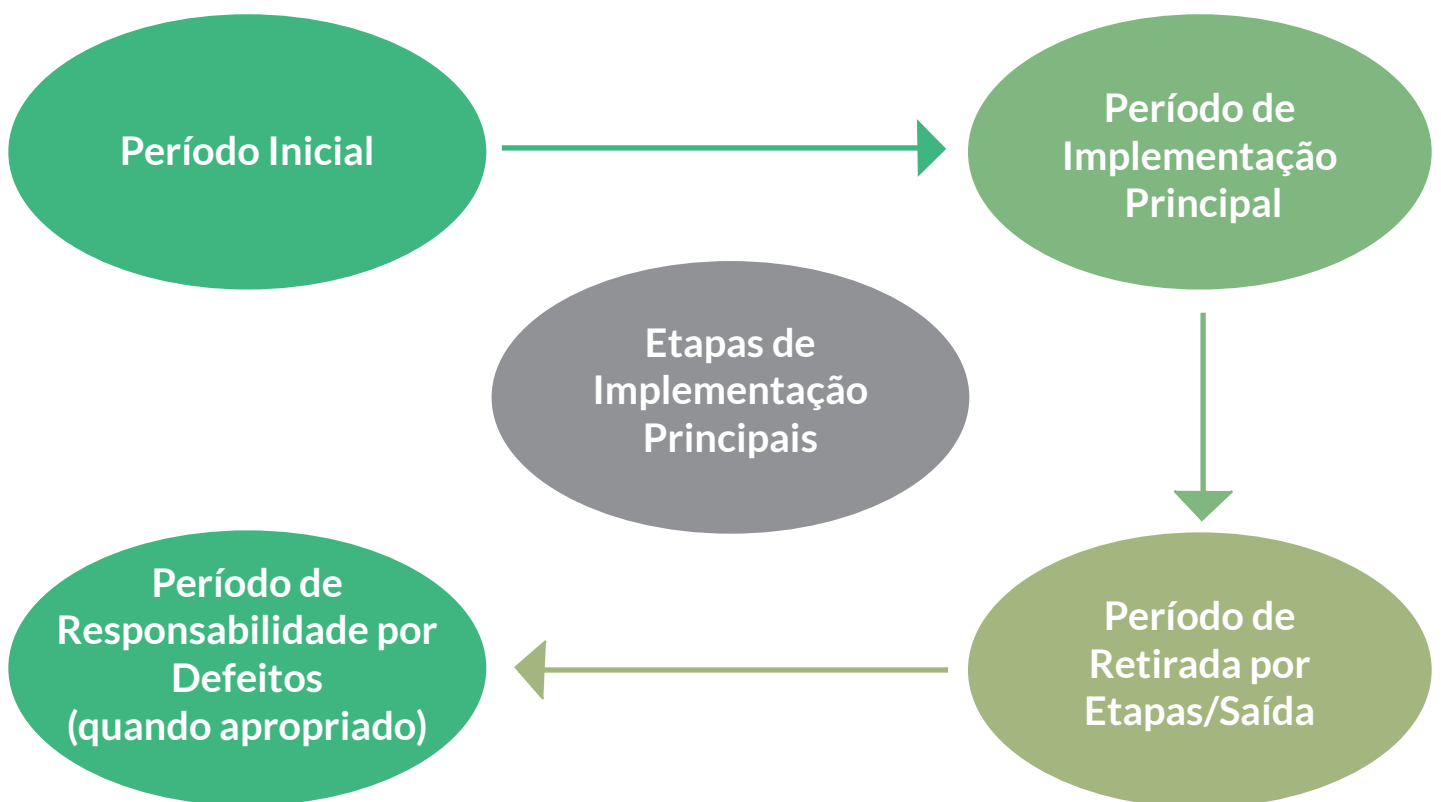 Período Inicial
Período de
Implementação
Principal
Etapas de
Implementação
Principais
Período de
Responsabilidade por
Defeitos
(quando apropriado)
Período de
Retirada por
Etapas/Saída